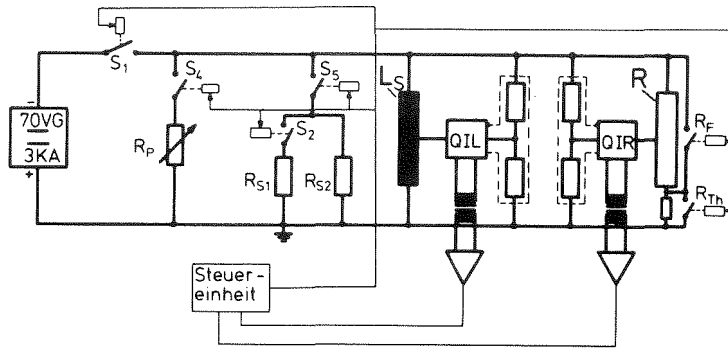 S1
S4
S5
LS
R
-
70VG
3KA
+
RP
S2
RS1
RS2
QIL
QIR
RF
RTh
Steuer-
einheit